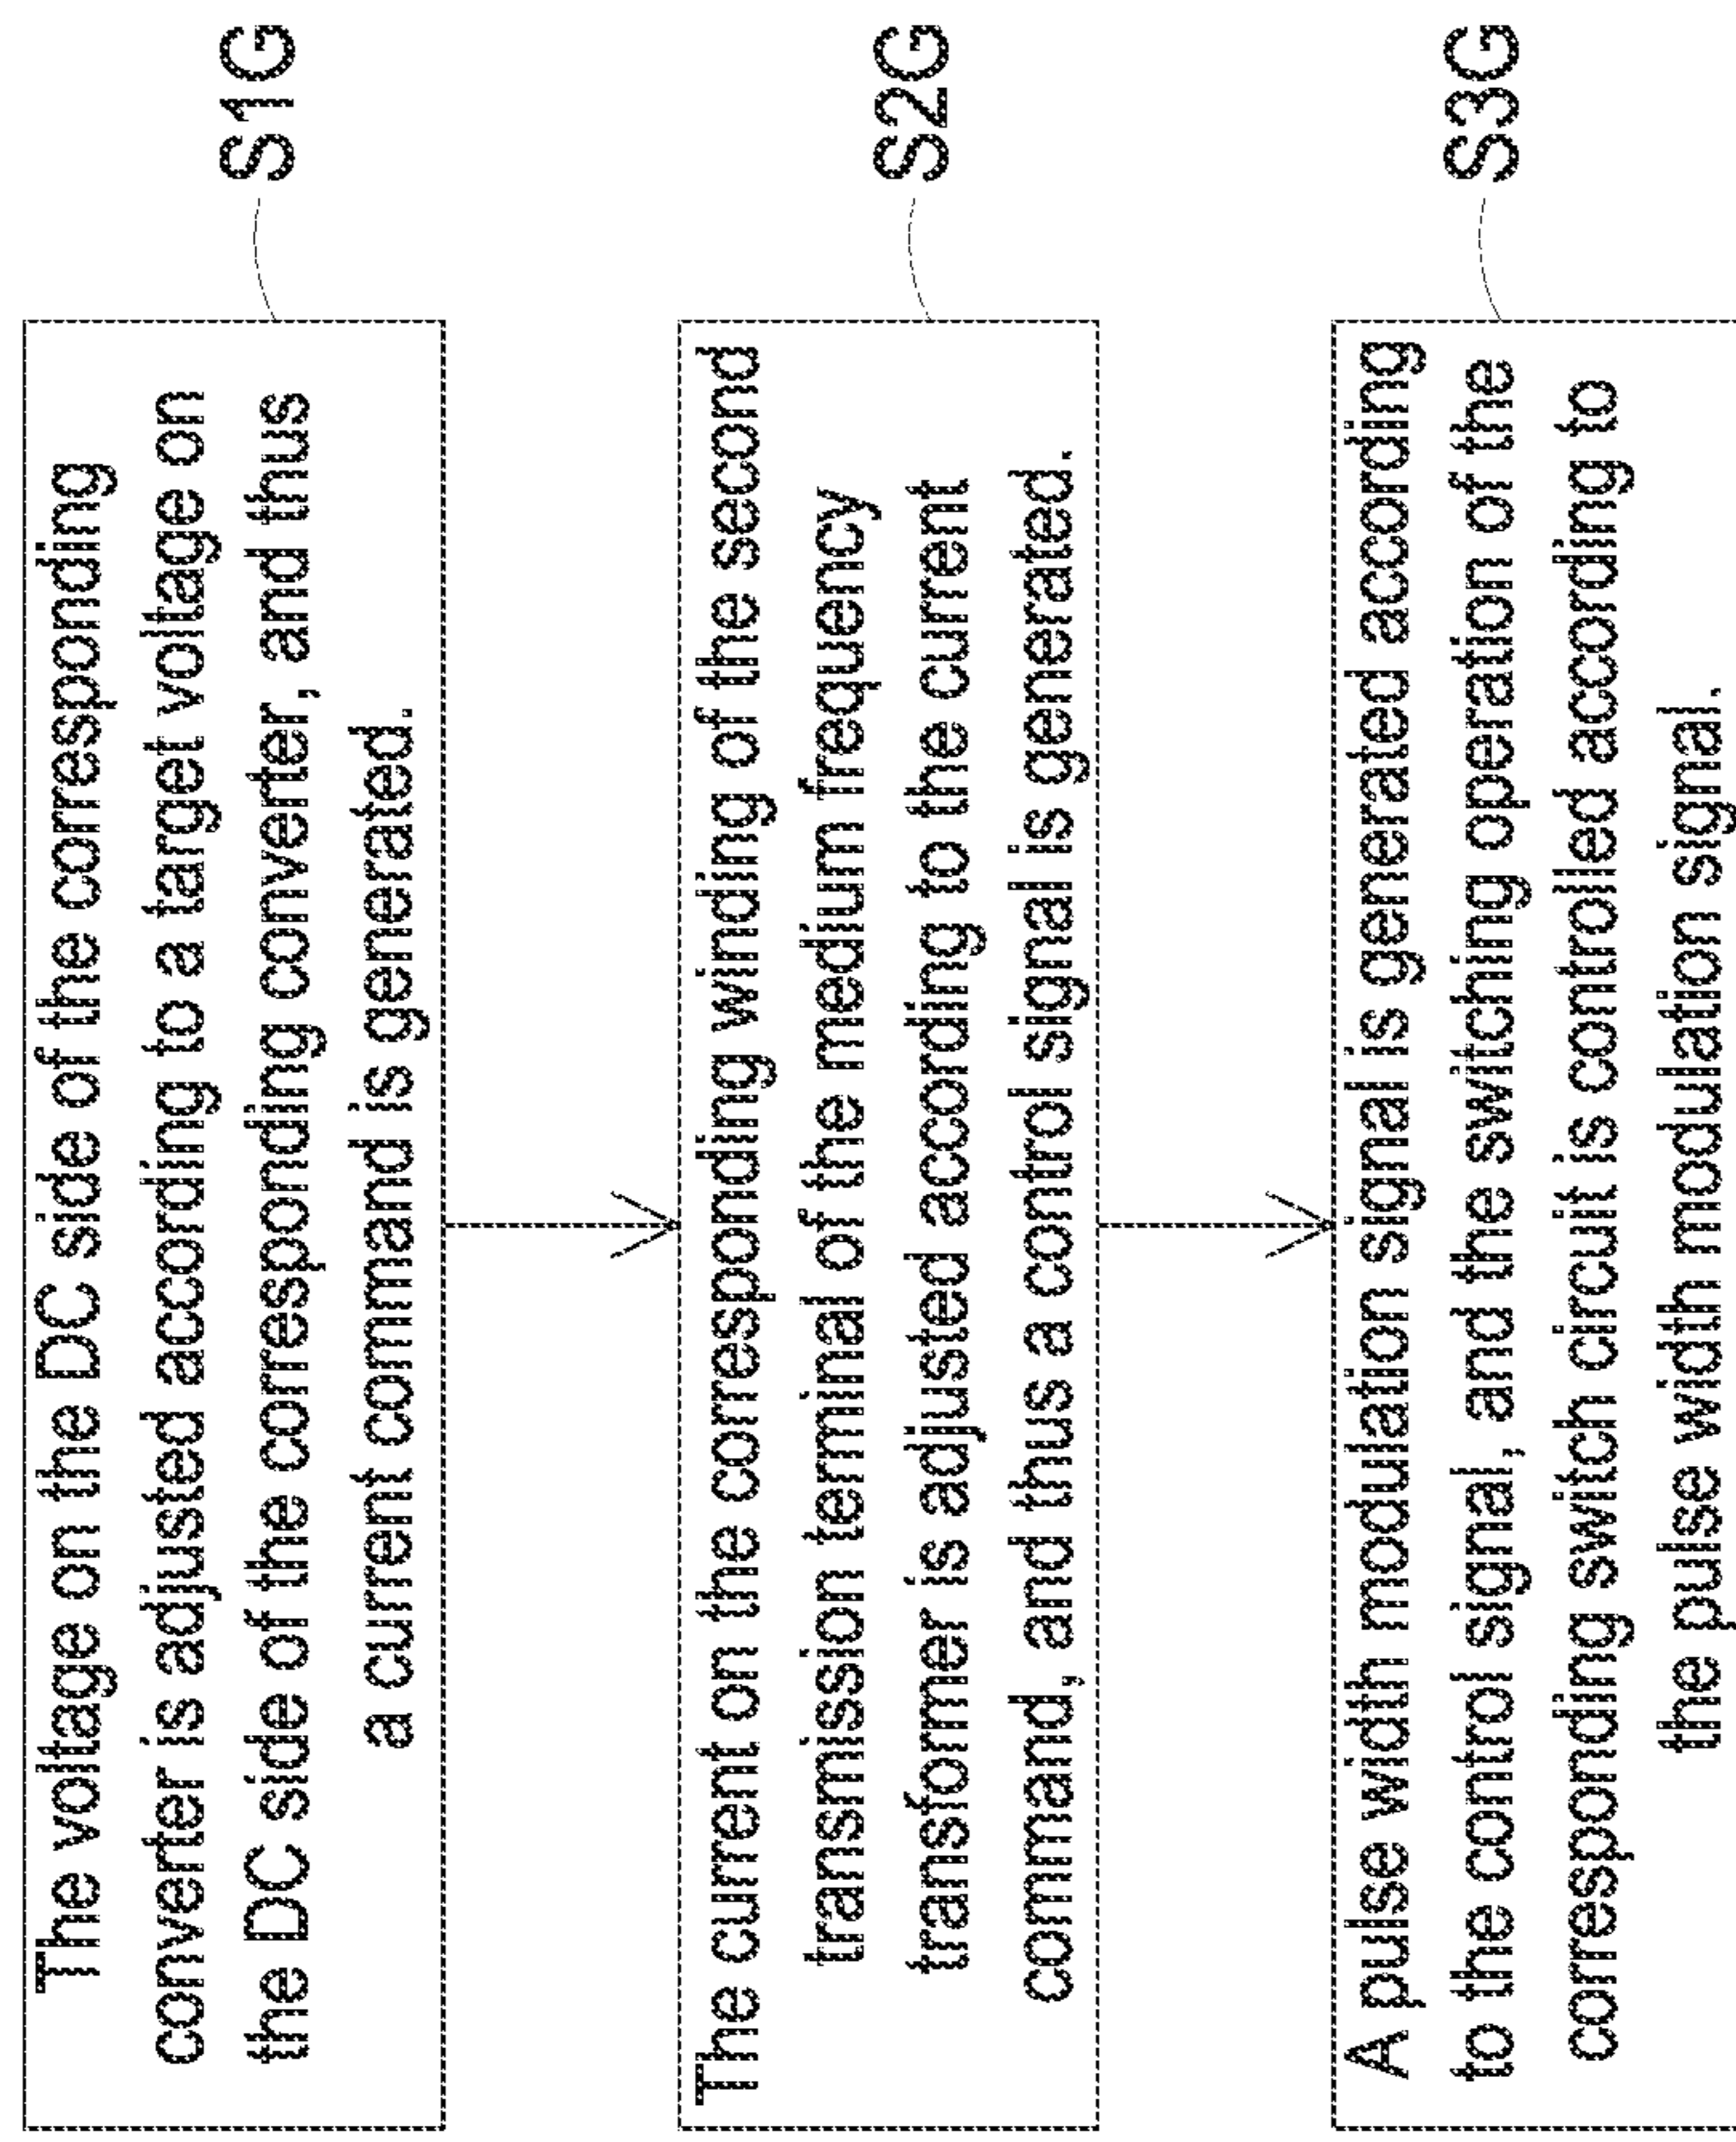 The voltage on the DC side of the corresponding
converter is adjusted according to a target voltage on
the DC side of the corresponding converter, and thus
a current command is generated.
S1G
The current on the corresponding winding of the second
transmission terminal of the medium frequency
transformer is adjusted according to the current
command, and thus a control signal is generated.
S2G
A pulse width modulation signal is generated according
to the control signal, and the switching operation of the
corresponding switch circuit is controlled according to
the pulse width modulation signal.
S3G